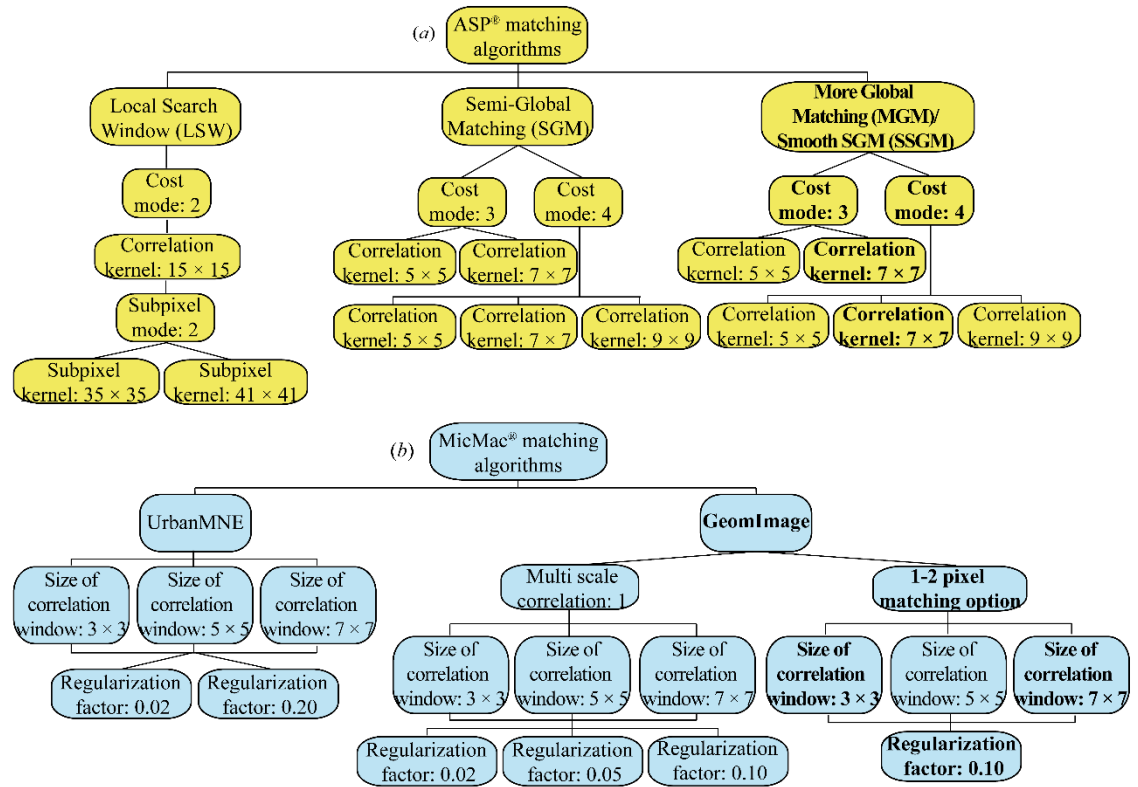 (a)
ASP® matching
algorithms
Local Search
Window (LSW)
Semi-Global
Matching (SGM)
More Global
Matching (MGM)/
Smooth SGM (SSGM)
Cost
mode: 2
Cost
mode: 3
Cost
mode: 4
Cost
mode: 3
Cost
mode: 4
Correlation
kernel: 15 × 15
Correlation
kernel: 5 × 5
Correlation
kernel: 7 × 7
Correlation
kernel: 5 × 5
Correlation
kernel: 7 × 7
Subpixel
mode: 2
Correlation
kernel: 5 × 5
Correlation
kernel: 7 × 7
Correlation
kernel: 9 × 9
Correlation
kernel: 5 × 5
Correlation
kernel: 7 × 7
Correlation
kernel: 9 × 9
Subpixel
kernel: 35 × 35
Subpixel
kernel: 41 × 41
(b)
MicMac® matching
algorithms
UrbanMNE
GeomImage
Size of
correlation
window: 3 × 3
Size of
correlation
window: 5 × 5
Size of
correlation
window: 7 × 7
Multi scale
correlation: 1
1-2 pixel
matching option
Regularization
factor: 0.02
Regularization
factor: 0.20
Size of
correlation
window: 3 × 3
Size of
correlation
window: 5 × 5
Size of
correlation
window: 7 × 7
Size of
correlation
window: 3 × 3
Size of
correlation
window: 5 × 5
Size of
correlation
window: 7 × 7
Regularization
factor: 0.02
Regularization
factor: 0.05
Regularization
factor: 0.10
Regularization
factor: 0.10